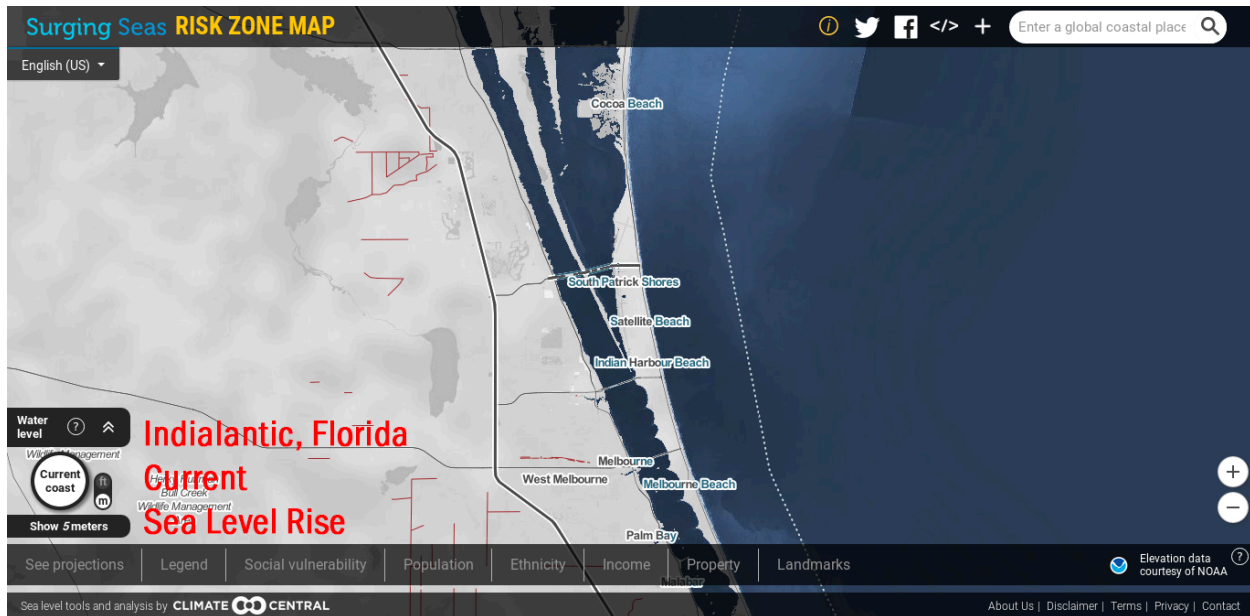 Surging Seas RISK ZONE MAP
</> +
Enter a global coastal place
English (US)
Cocoa Beach
South Patrick Shores
Satellite Beach
Indian Harbour Beach
Water
level
?
Indialantic, Florida
Current
Sea Level Rise
Current
coast
ft
m
Show 5 meters
Bull Creek
Wildlife Management
Melbourne
West Melbourne
Melbourne Beach
Palm Bay
Malabar
+
−
See projections
Legend
Social vulnerability
Population
Ethnicity
Income
Property
Landmarks
Elevation data
courtesy of NOAA
?
Sea level tools and analysis by CLIMATE CENTRAL
About Us | Disclaimer | Terms | Privacy | Contact